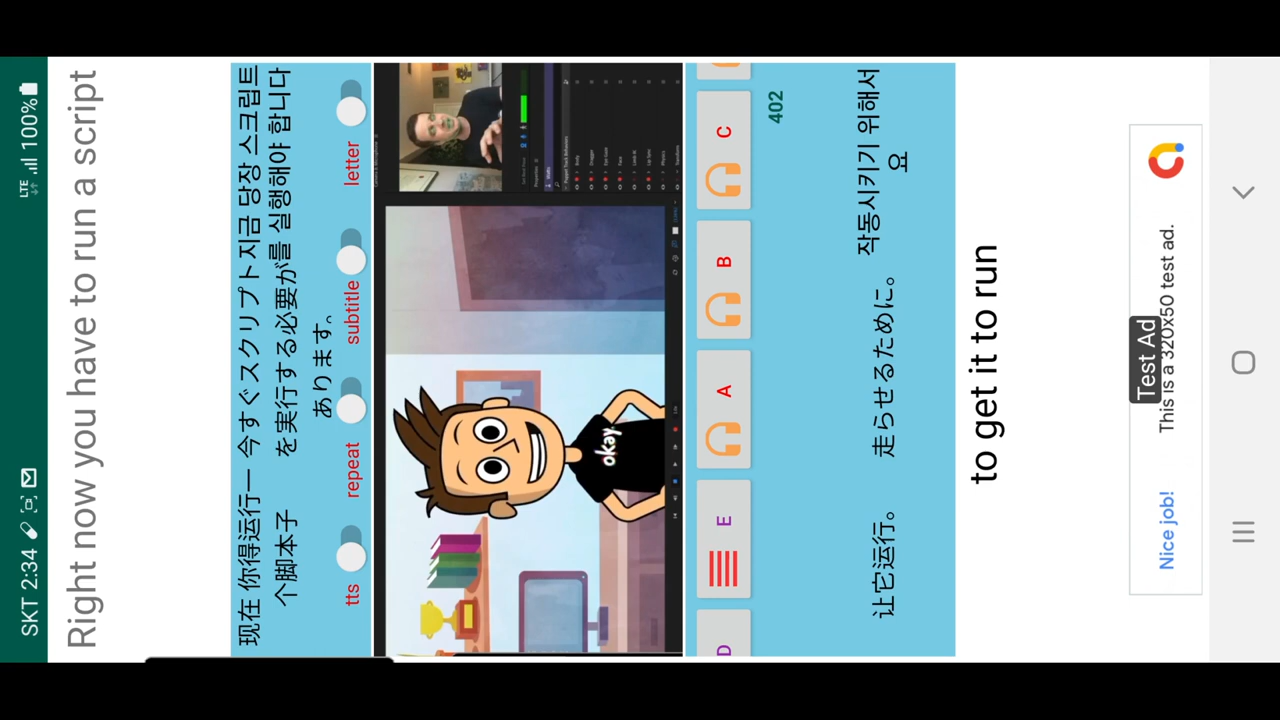 SKT 2:34
LTE
100%
Right now you have to run a script
现在 你得运行一
个脚本子
今すぐスクリプト
を実行する必要が
あります。
지금 당장 스크립트
를 실행해야 합니다
tts
repeat
subtitle
letter
okay
D
E
A
B
C
402
让它运行。
走らせるために。
작동시키기 위해서
요
to get it to run
Test Ad
Nice job!
This is a 320x50 test ad.